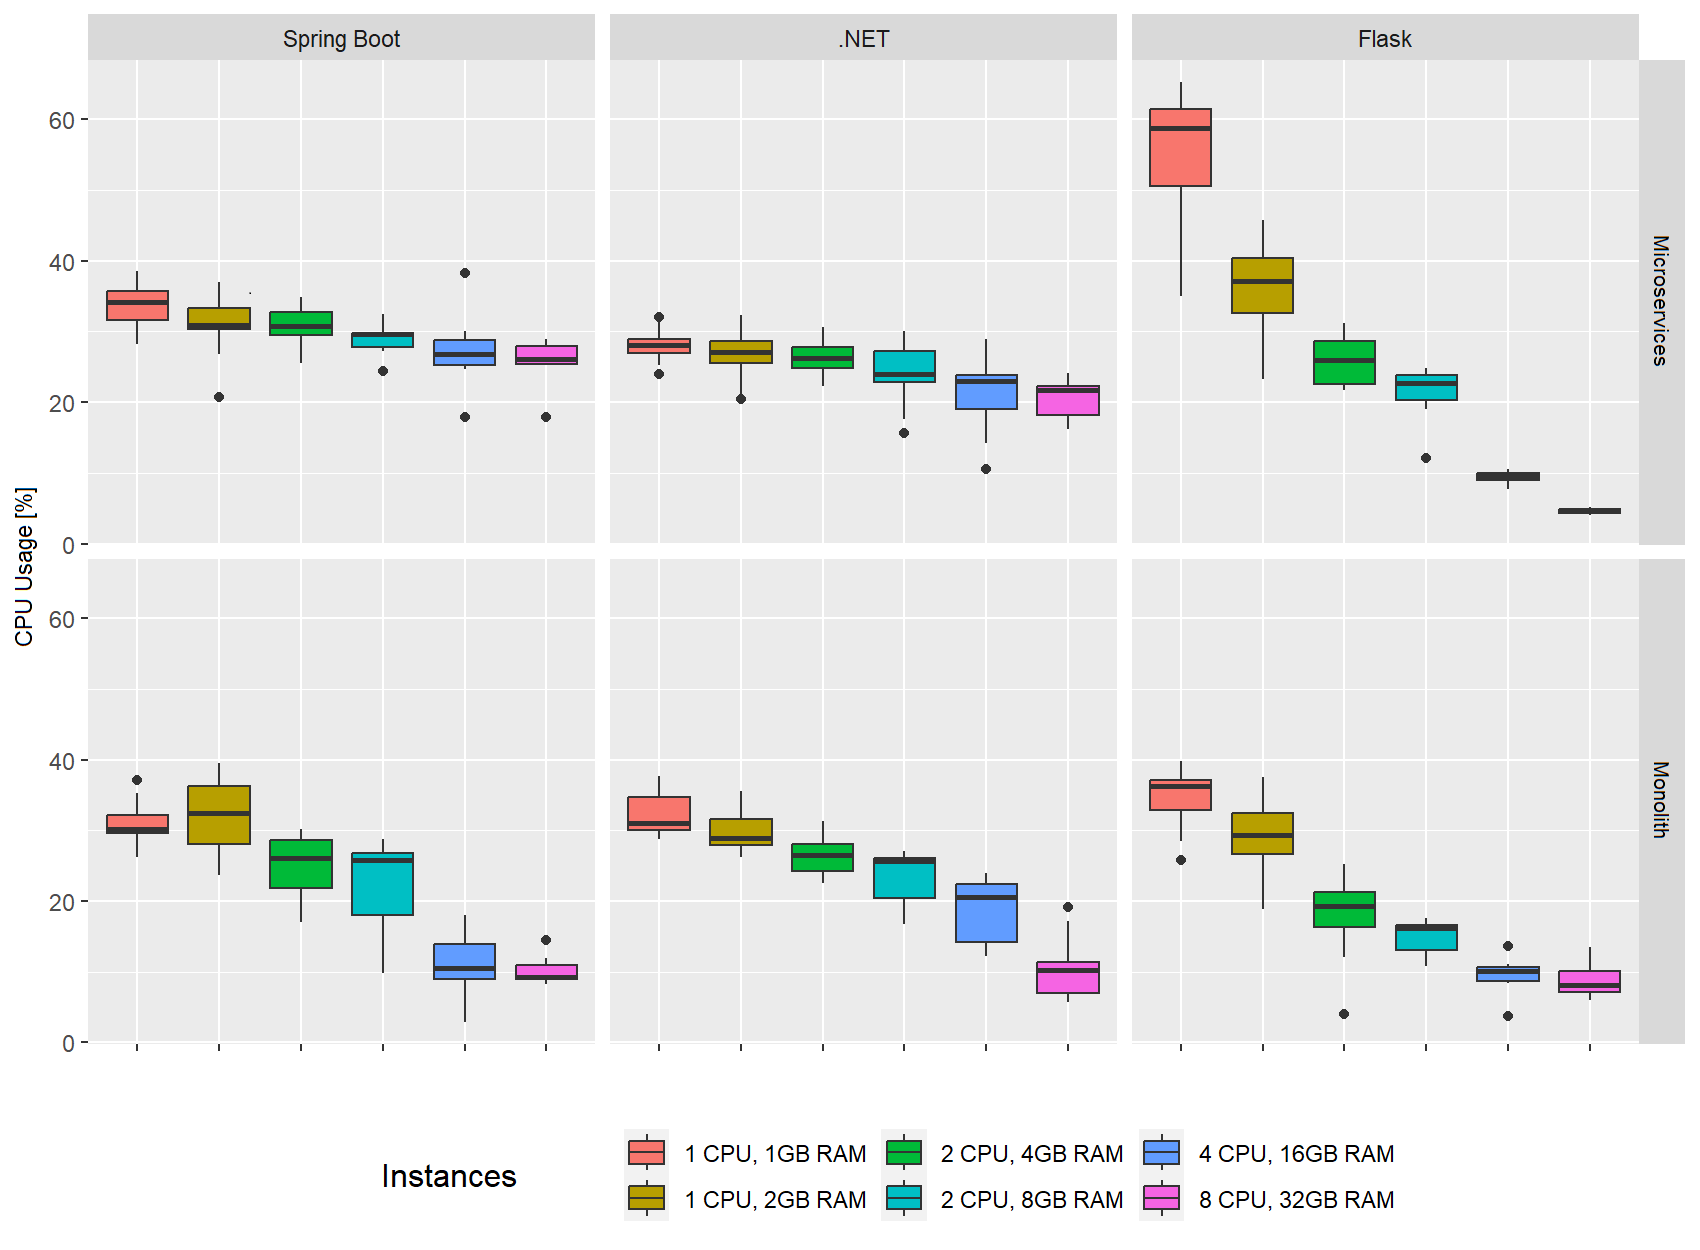 Spring Boot
.NET
Flask
60
40
20
0
Microservices
CPU Usage [%]
60
40
20
0
Monolith
Instances
1 CPU, 1GB RAM
2 CPU, 4GB RAM
4 CPU, 16GB RAM
1 CPU, 2GB RAM
2 CPU, 8GB RAM
8 CPU, 32GB RAM